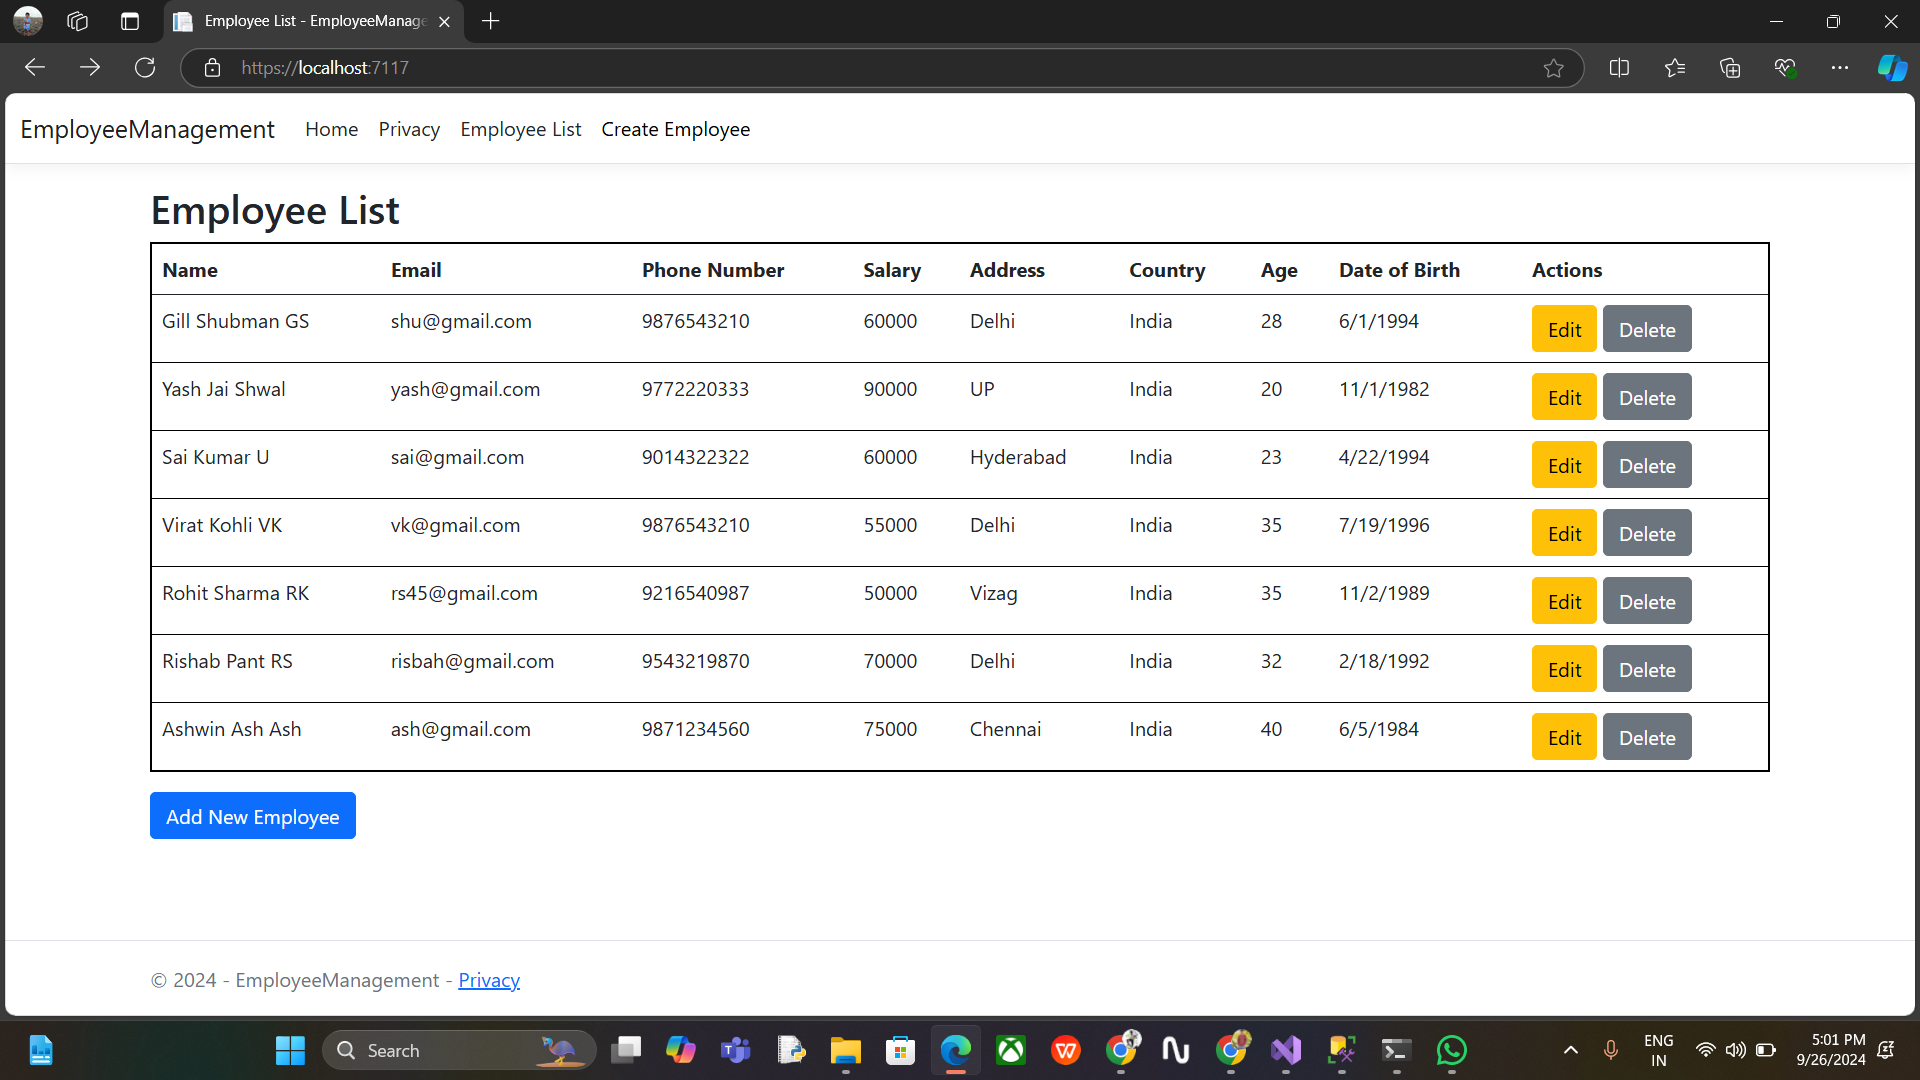 Employee List - EmployeeManage
https://localhost:7117
EmployeeManagement Home Privacy Employee List Create Employee
Employee List
Name Email Phone Number Salary Address Country Age Date of Birth Actions
Gill Shubman GS shu@gmail.com 9876543210 60000 Delhi India 28 6/1/1994 Edit Delete
Yash Jai Shwal yash@gmail.com 9772220333 90000 UP India 20 11/1/1982 Edit Delete
Sai Kumar U sai@gmail.com 9014322322 60000 Hyderabad India 23 4/22/1994 Edit Delete
Virat Kohli VK vk@gmail.com 9876543210 55000 Delhi India 35 7/19/1996 Edit Delete
Rohit Sharma RK rs45@gmail.com 9216540987 50000 Vizag India 35 11/2/1989 Edit Delete
Rishab Pant RS risbah@gmail.com 9543219870 70000 Delhi India 32 2/18/1992 Edit Delete
Ashwin Ash Ash ash@gmail.com 9871234560 75000 Chennai India 40 6/5/1984 Edit Delete
Add New Employee
© 2024 - EmployeeManagement - Privacy
Search
ENG
IN
5:01 PM
9/26/2024